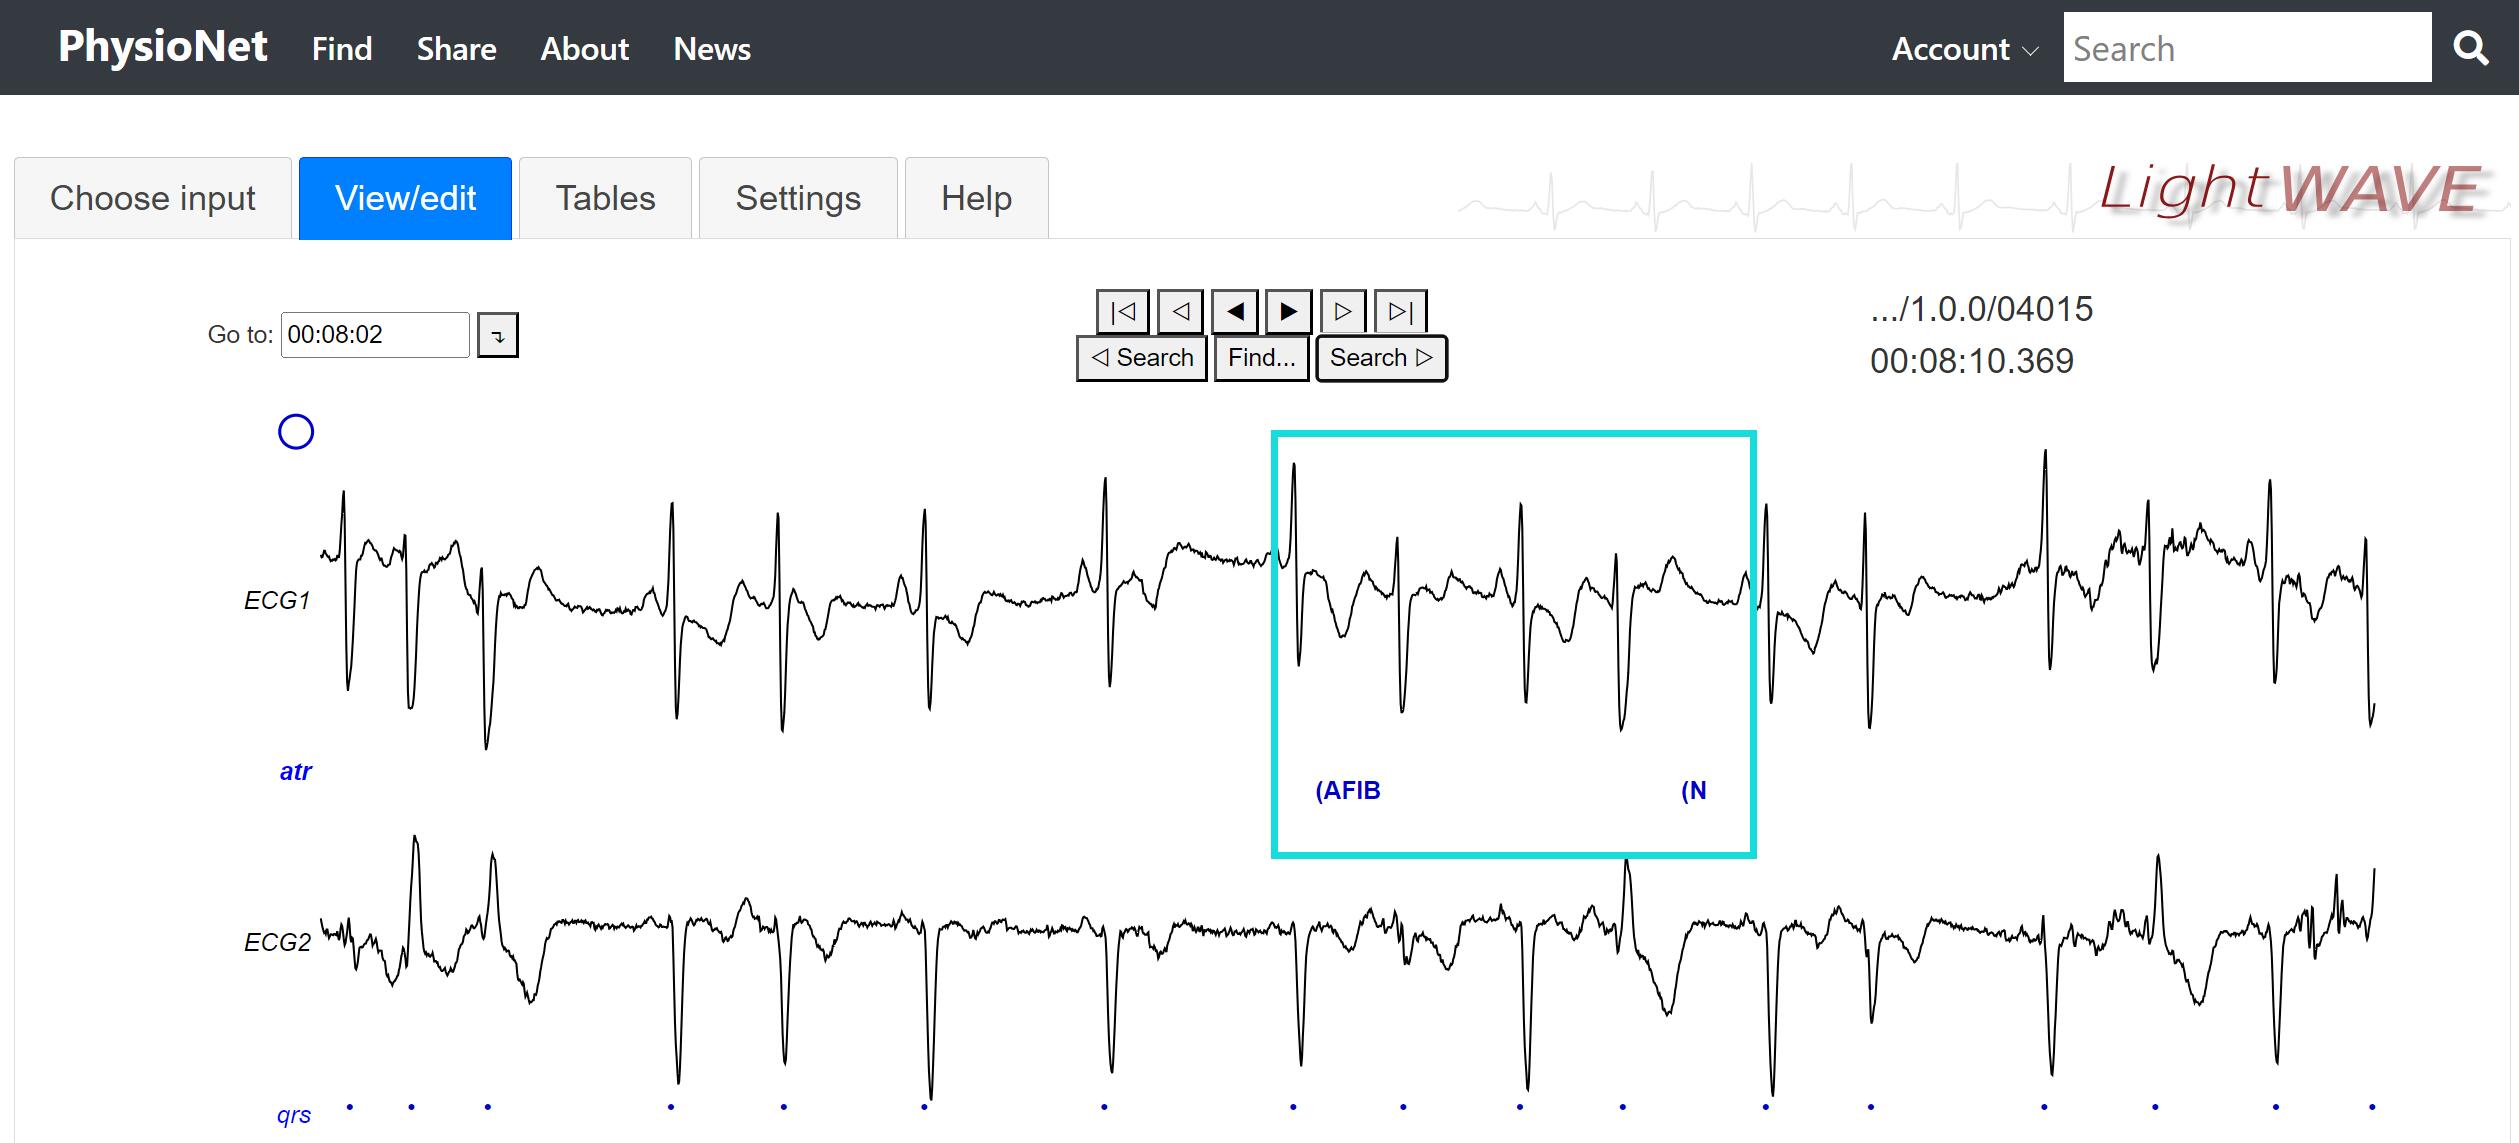 PhysioNet Find Share About News Account Search
Choose input View/edit Tables Settings Help LightWAVE
Go to: 00:08:02
◁ Search Find... Search ▷
.../1.0.0/04015
00:08:10.369
ECG1
atr (AFIB (N
ECG2
qrs